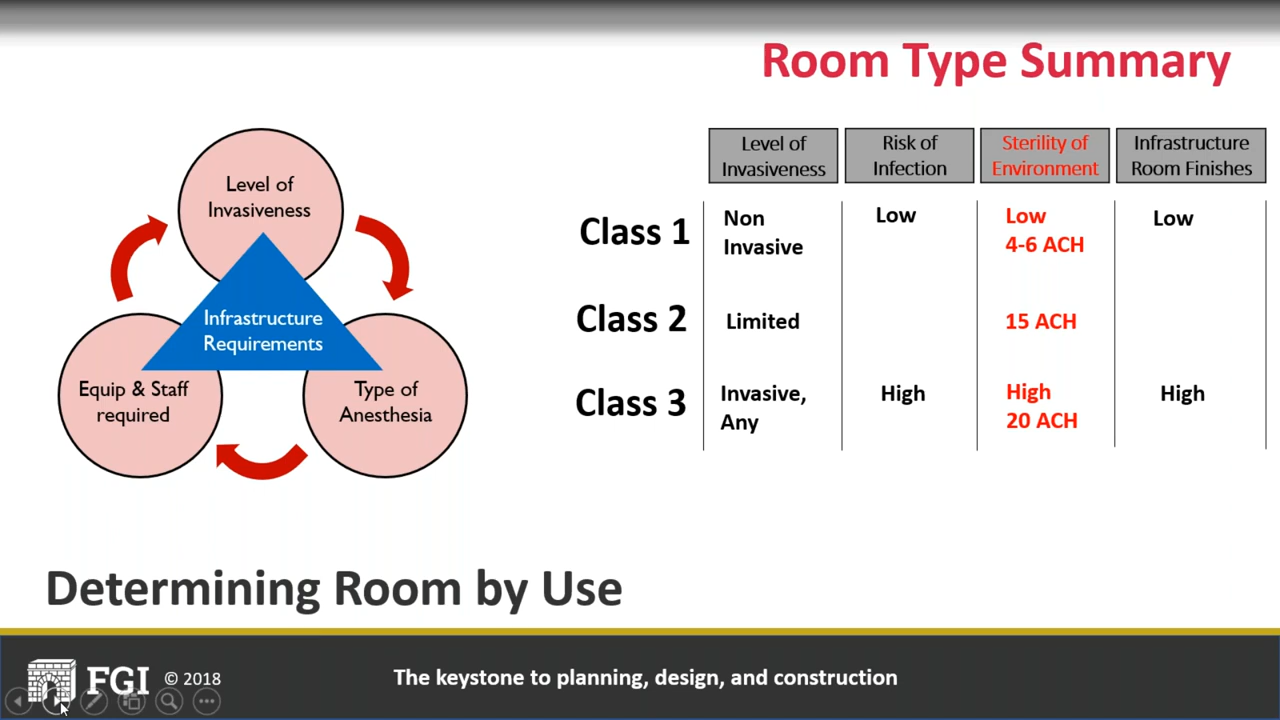 Room Type Summary
Level of
Invasiveness
Infrastructure
Requirements
Equip & Staff
required
Type of
Anesthesia
Level of
Invasiveness
Risk of
Infection
Sterility of
Environment
Infrastructure
Room Finishes
Class 1
Non
Invasive
Low
Low
4-6 ACH
Low
Class 2
Limited
15 ACH
Class 3
Invasive,
Any
High
High
20 ACH
High
Determining Room by Use
FGI © 2018
The keystone to planning, design, and construction